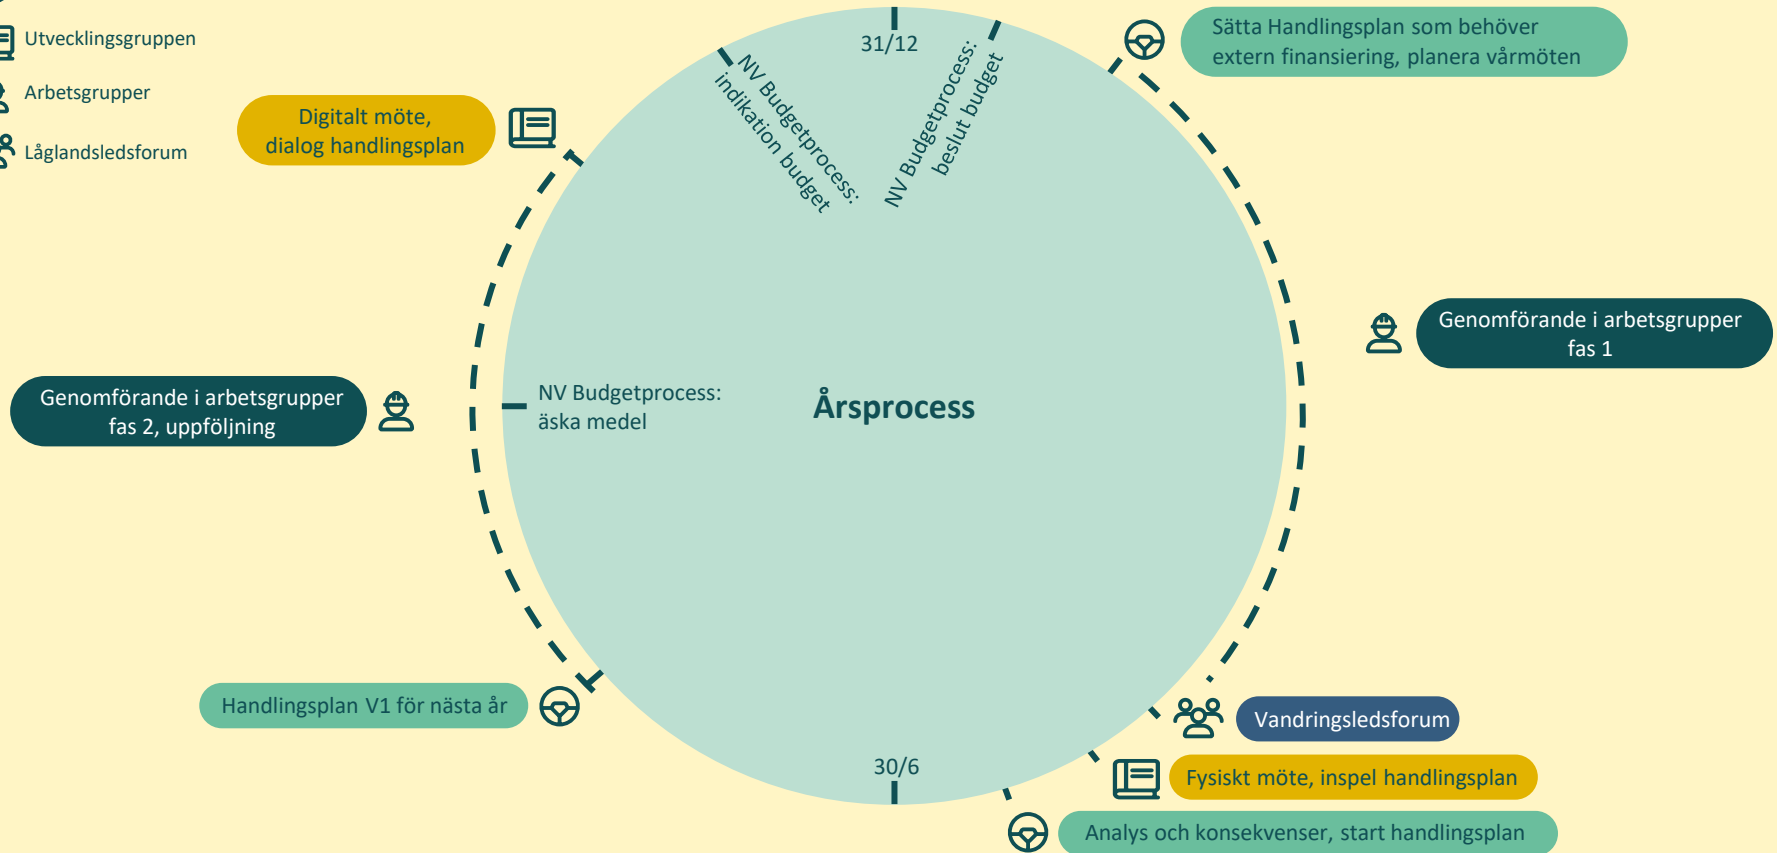 Utvecklingsgruppen
Arbetsgrupper
Låglandsledsforum
Digitalt möte,
dialog handlingsplan
31/12
NV Budgetprocess:
indikation budget
NV Budgetprocess:
beslut budget
Sätta Handlingsplan som behöver
extern finansiering, planera vårmöten
Genomförande i arbetsgrupper
fas 1
Genomförande i arbetsgrupper
fas 2, uppföljning
NV Budgetprocess:
äska medel
Årsprocess
Handlingsplan V1 för nästa år
Vandringsledsforum
30/6
Fysiskt möte, inspel handlingsplan
Analys och konsekvenser, start handlingsplan